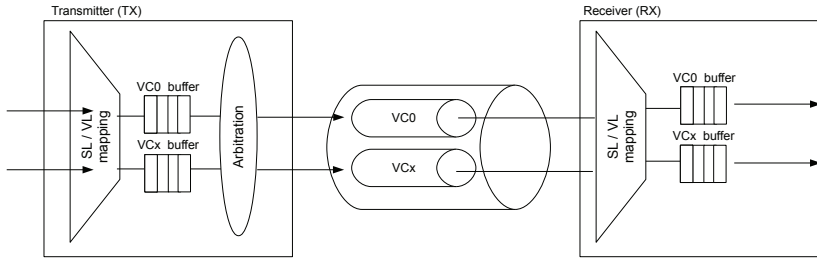 Transmitter (TX)
Receiver (RX)
SL / VL
mapping
VC0 buffer
VCx buffer
Arbitration
VC0
VCx
SL / VL
mapping
VC0 buffer
VCx buffer